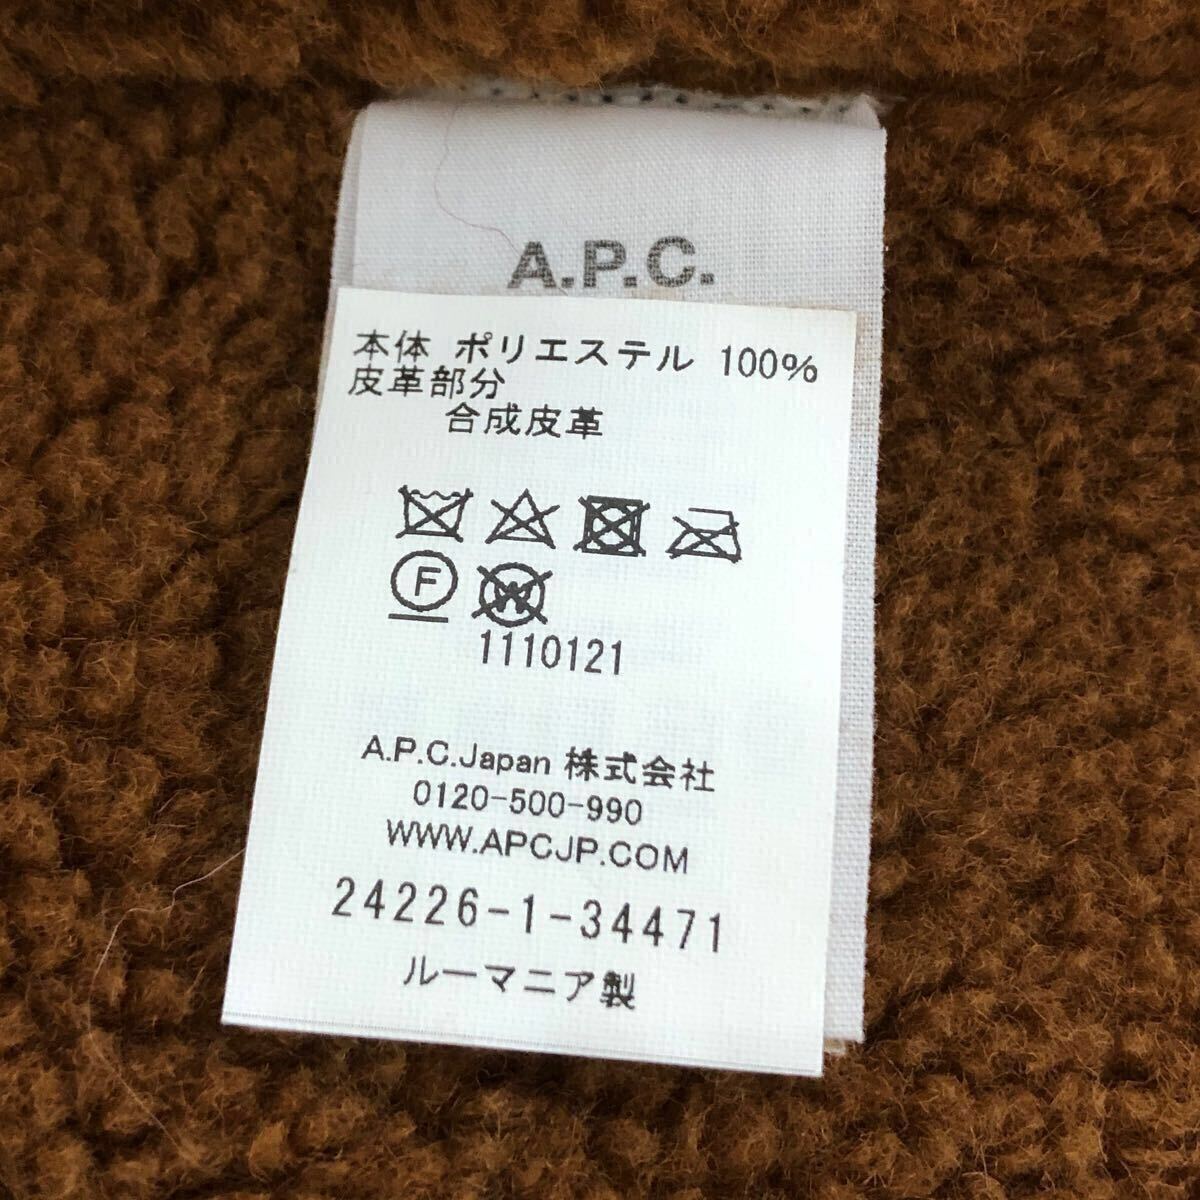 A.P.C.
本体 ポリエステル 100%
皮革部分
合成皮革
F
W
1110121
A.P.C.Japan 株式会社
0120-500-990
WWW.APCJP.COM
24226-1-34471
ルーマニア製